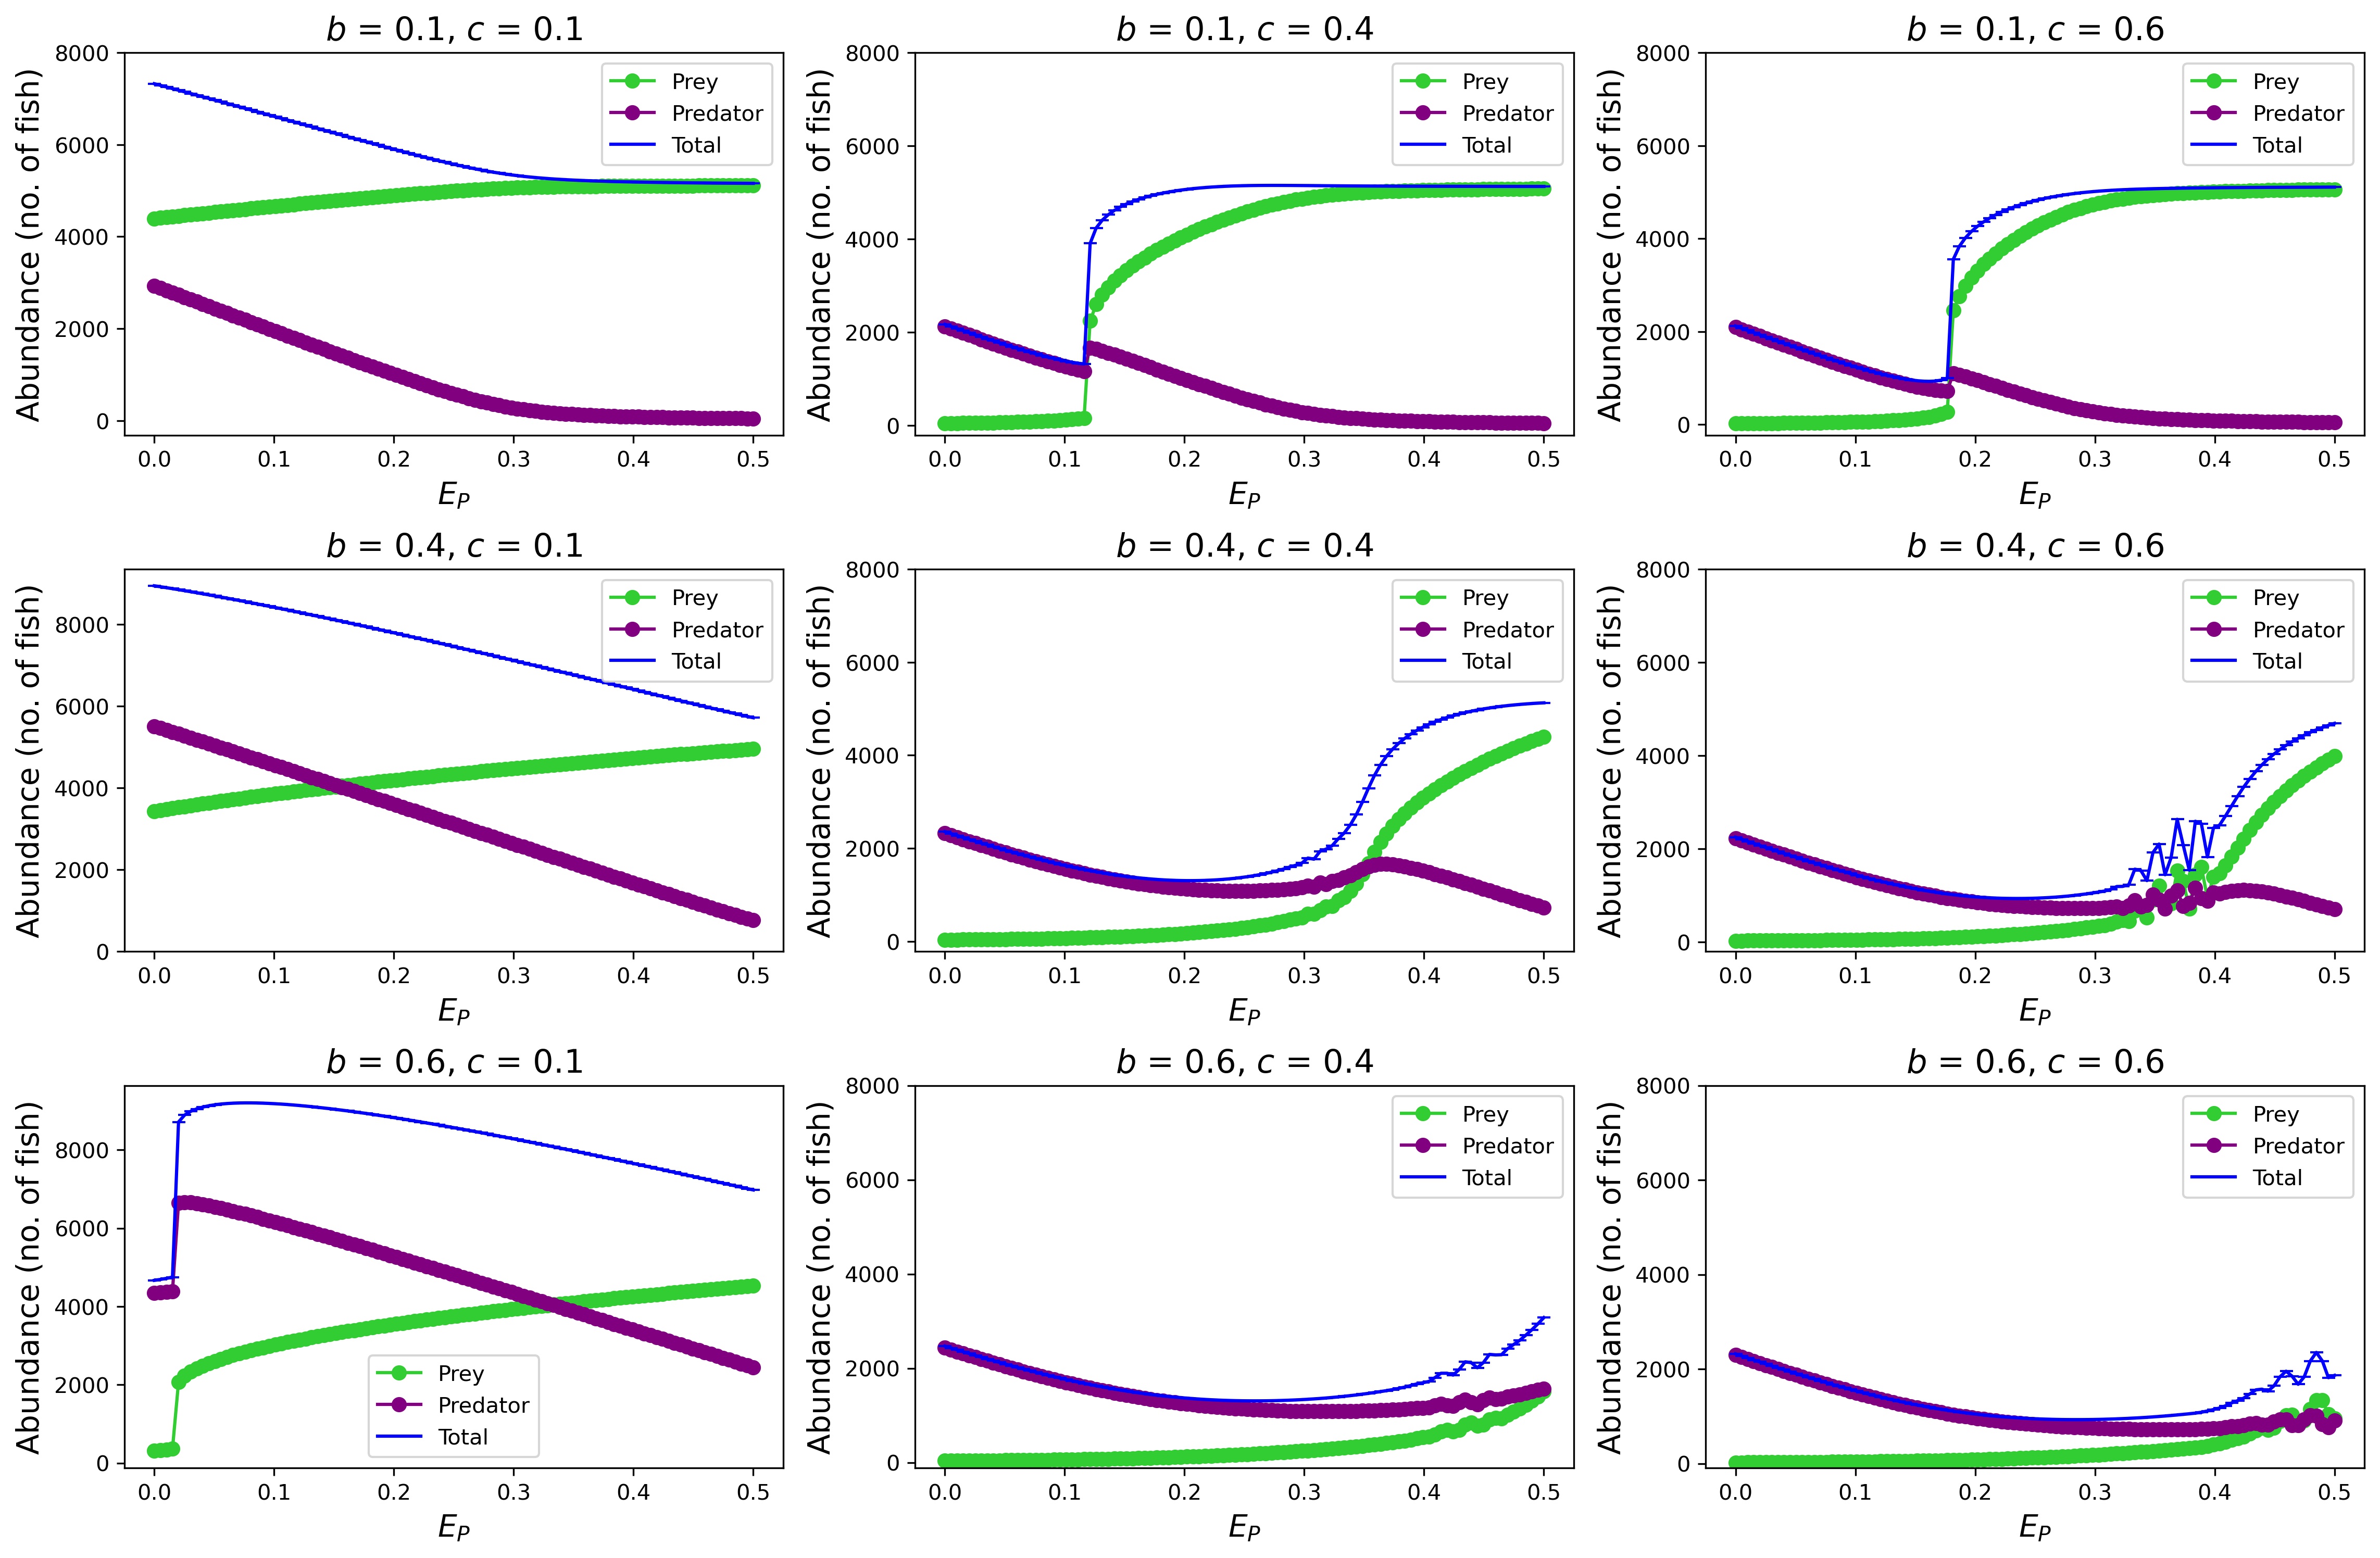 b = 0.1, c = 0.1
Abundance (no. of fish)
8000
6000
4000
2000
0
Prey
Predator
Total
0.0 0.1 0.2 0.3 0.4 0.5
E_P
b = 0.1, c = 0.4
Abundance (no. of fish)
8000
6000
4000
2000
0
Prey
Predator
Total
0.0 0.1 0.2 0.3 0.4 0.5
E_P
b = 0.1, c = 0.6
Abundance (no. of fish)
8000
6000
4000
2000
0
Prey
Predator
Total
0.0 0.1 0.2 0.3 0.4 0.5
E_P
b = 0.4, c = 0.1
Abundance (no. of fish)
8000
6000
4000
2000
0
Prey
Predator
Total
0.0 0.1 0.2 0.3 0.4 0.5
E_P
b = 0.4, c = 0.4
Abundance (no. of fish)
8000
6000
4000
2000
0
Prey
Predator
Total
0.0 0.1 0.2 0.3 0.4 0.5
E_P
b = 0.4, c = 0.6
Abundance (no. of fish)
8000
6000
4000
2000
0
Prey
Predator
Total
0.0 0.1 0.2 0.3 0.4 0.5
E_P
b = 0.6, c = 0.1
Abundance (no. of fish)
8000
6000
4000
2000
0
Prey
Predator
Total
0.0 0.1 0.2 0.3 0.4 0.5
E_P
b = 0.6, c = 0.4
Abundance (no. of fish)
8000
6000
4000
2000
0
Prey
Predator
Total
0.0 0.1 0.2 0.3 0.4 0.5
E_P
b = 0.6, c = 0.6
Abundance (no. of fish)
8000
6000
4000
2000
0
Prey
Predator
Total
0.0 0.1 0.2 0.3 0.4 0.5
E_P